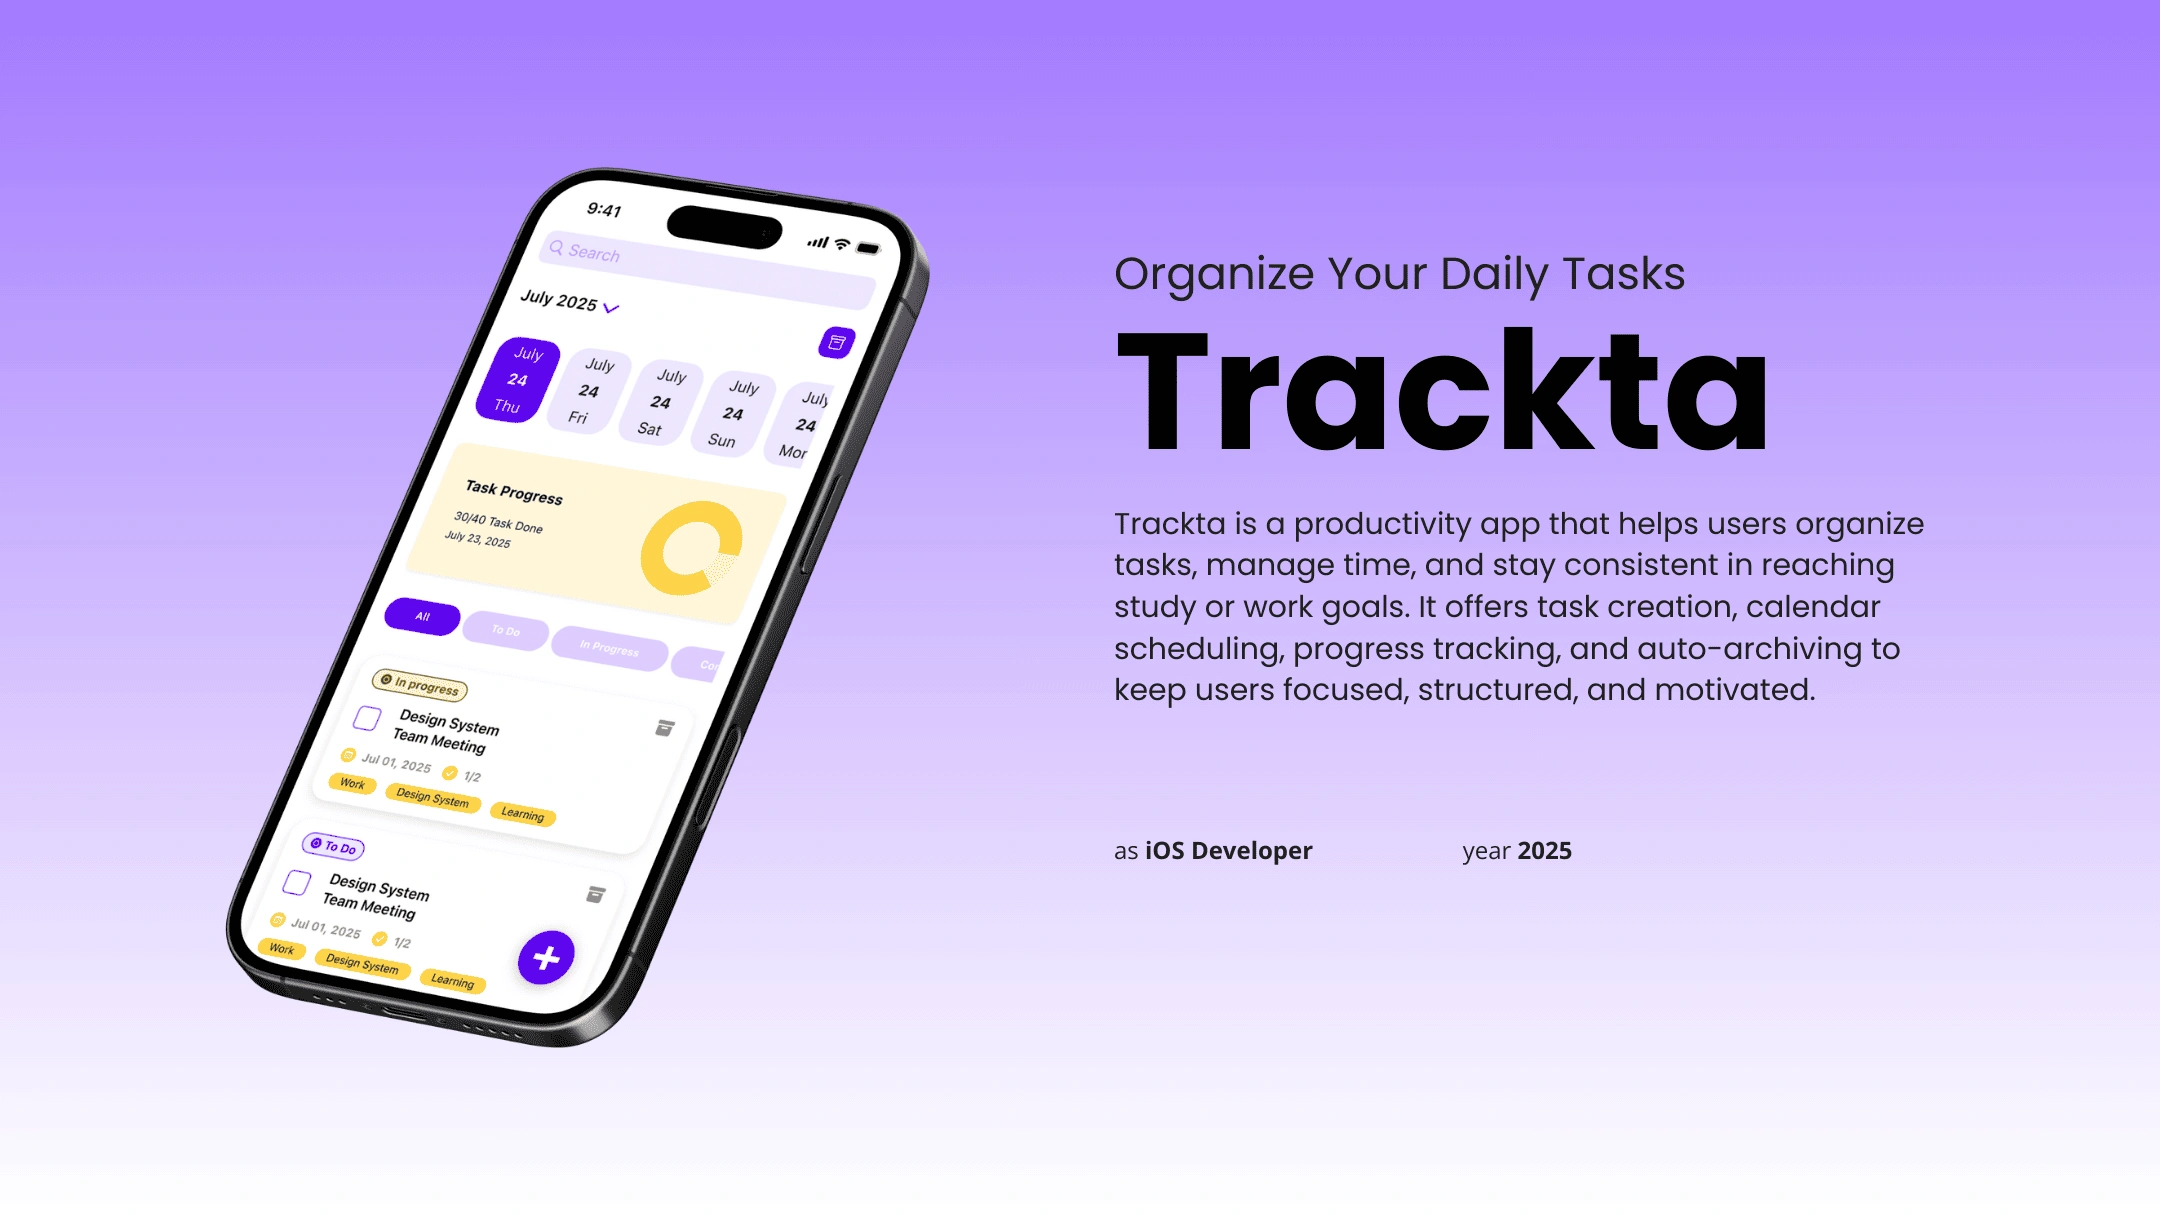 9:41
Search
July 2025
July
24
Thu
July
24
Fri
July
24
Sat
July
24
Sun
July
24
Mon
Task Progress
30/40 Task Done
July 23, 2025
All
To Do
In Progress
In progress
Design System
Team Meeting
Jul 01, 2025 1/2
Work Design System Learning
To Do
Design System
Team Meeting
Jul 01, 2025 1/2
Work Design System Learning
Organize Your Daily Tasks
Trackta
Trackta is a productivity app that helps users organize
tasks, manage time, and stay consistent in reaching
study or work goals. It offers task creation, calendar
scheduling, progress tracking, and auto-archiving to
keep users focused, structured, and motivated.
as iOS Developer
year 2025